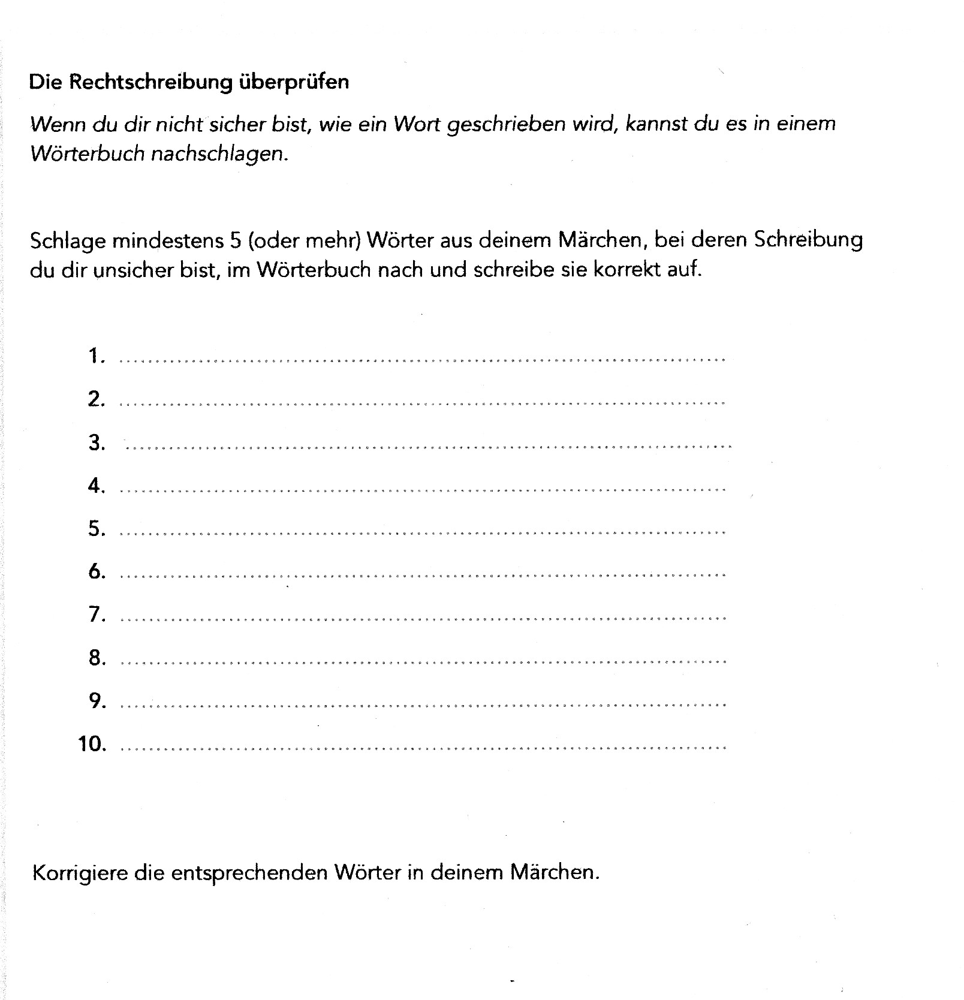 Die Rechtschreibung überprüfen
Wenn du dir nicht sicher bist, wie ein Wort geschrieben wird, kannst du es in einem
Wörterbuch nachschlagen.
Schlage mindestens 5 (oder mehr) Wörter aus deinem Märchen, bei deren Schreibung
du dir unsicher bist, im Wörterbuch nach und schreibe sie korrekt auf.
1.
2.
3.
4.
5.
6.
7.
8.
9.
10.
Korrigiere die entsprechenden Wörter in deinem Märchen.